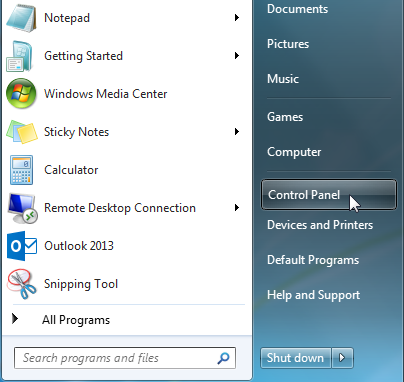 Notepad
Getting Started
Windows Media Center
Sticky Notes
Calculator
Remote Desktop Connection
Outlook 2013
Snipping Tool
All Programs
Search programs and files
Documents
Pictures
Music
Games
Computer
Control Panel
Devices and Printers
Default Programs
Help and Support
Shut down